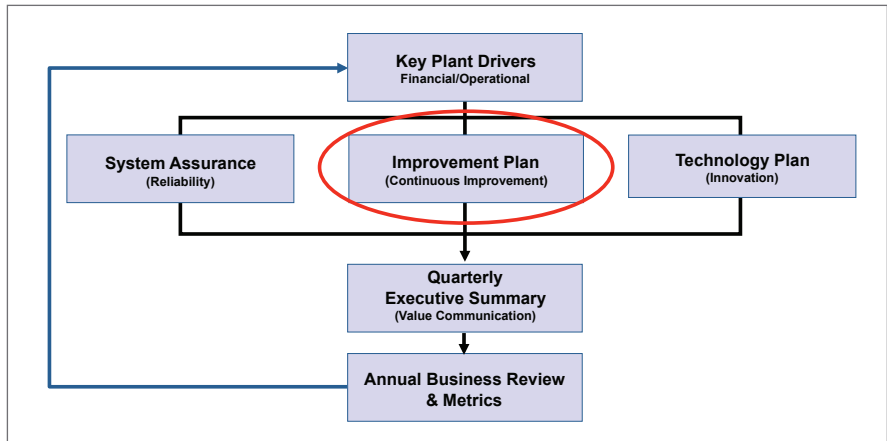 Key Plant Drivers
Financial/Operational
System Assurance
(Reliability)
Improvement Plan
(Continuous Improvement)
Technology Plan
(Innovation)
Quarterly
Executive Summary
(Value Communication)
Annual Business Review
& Metrics